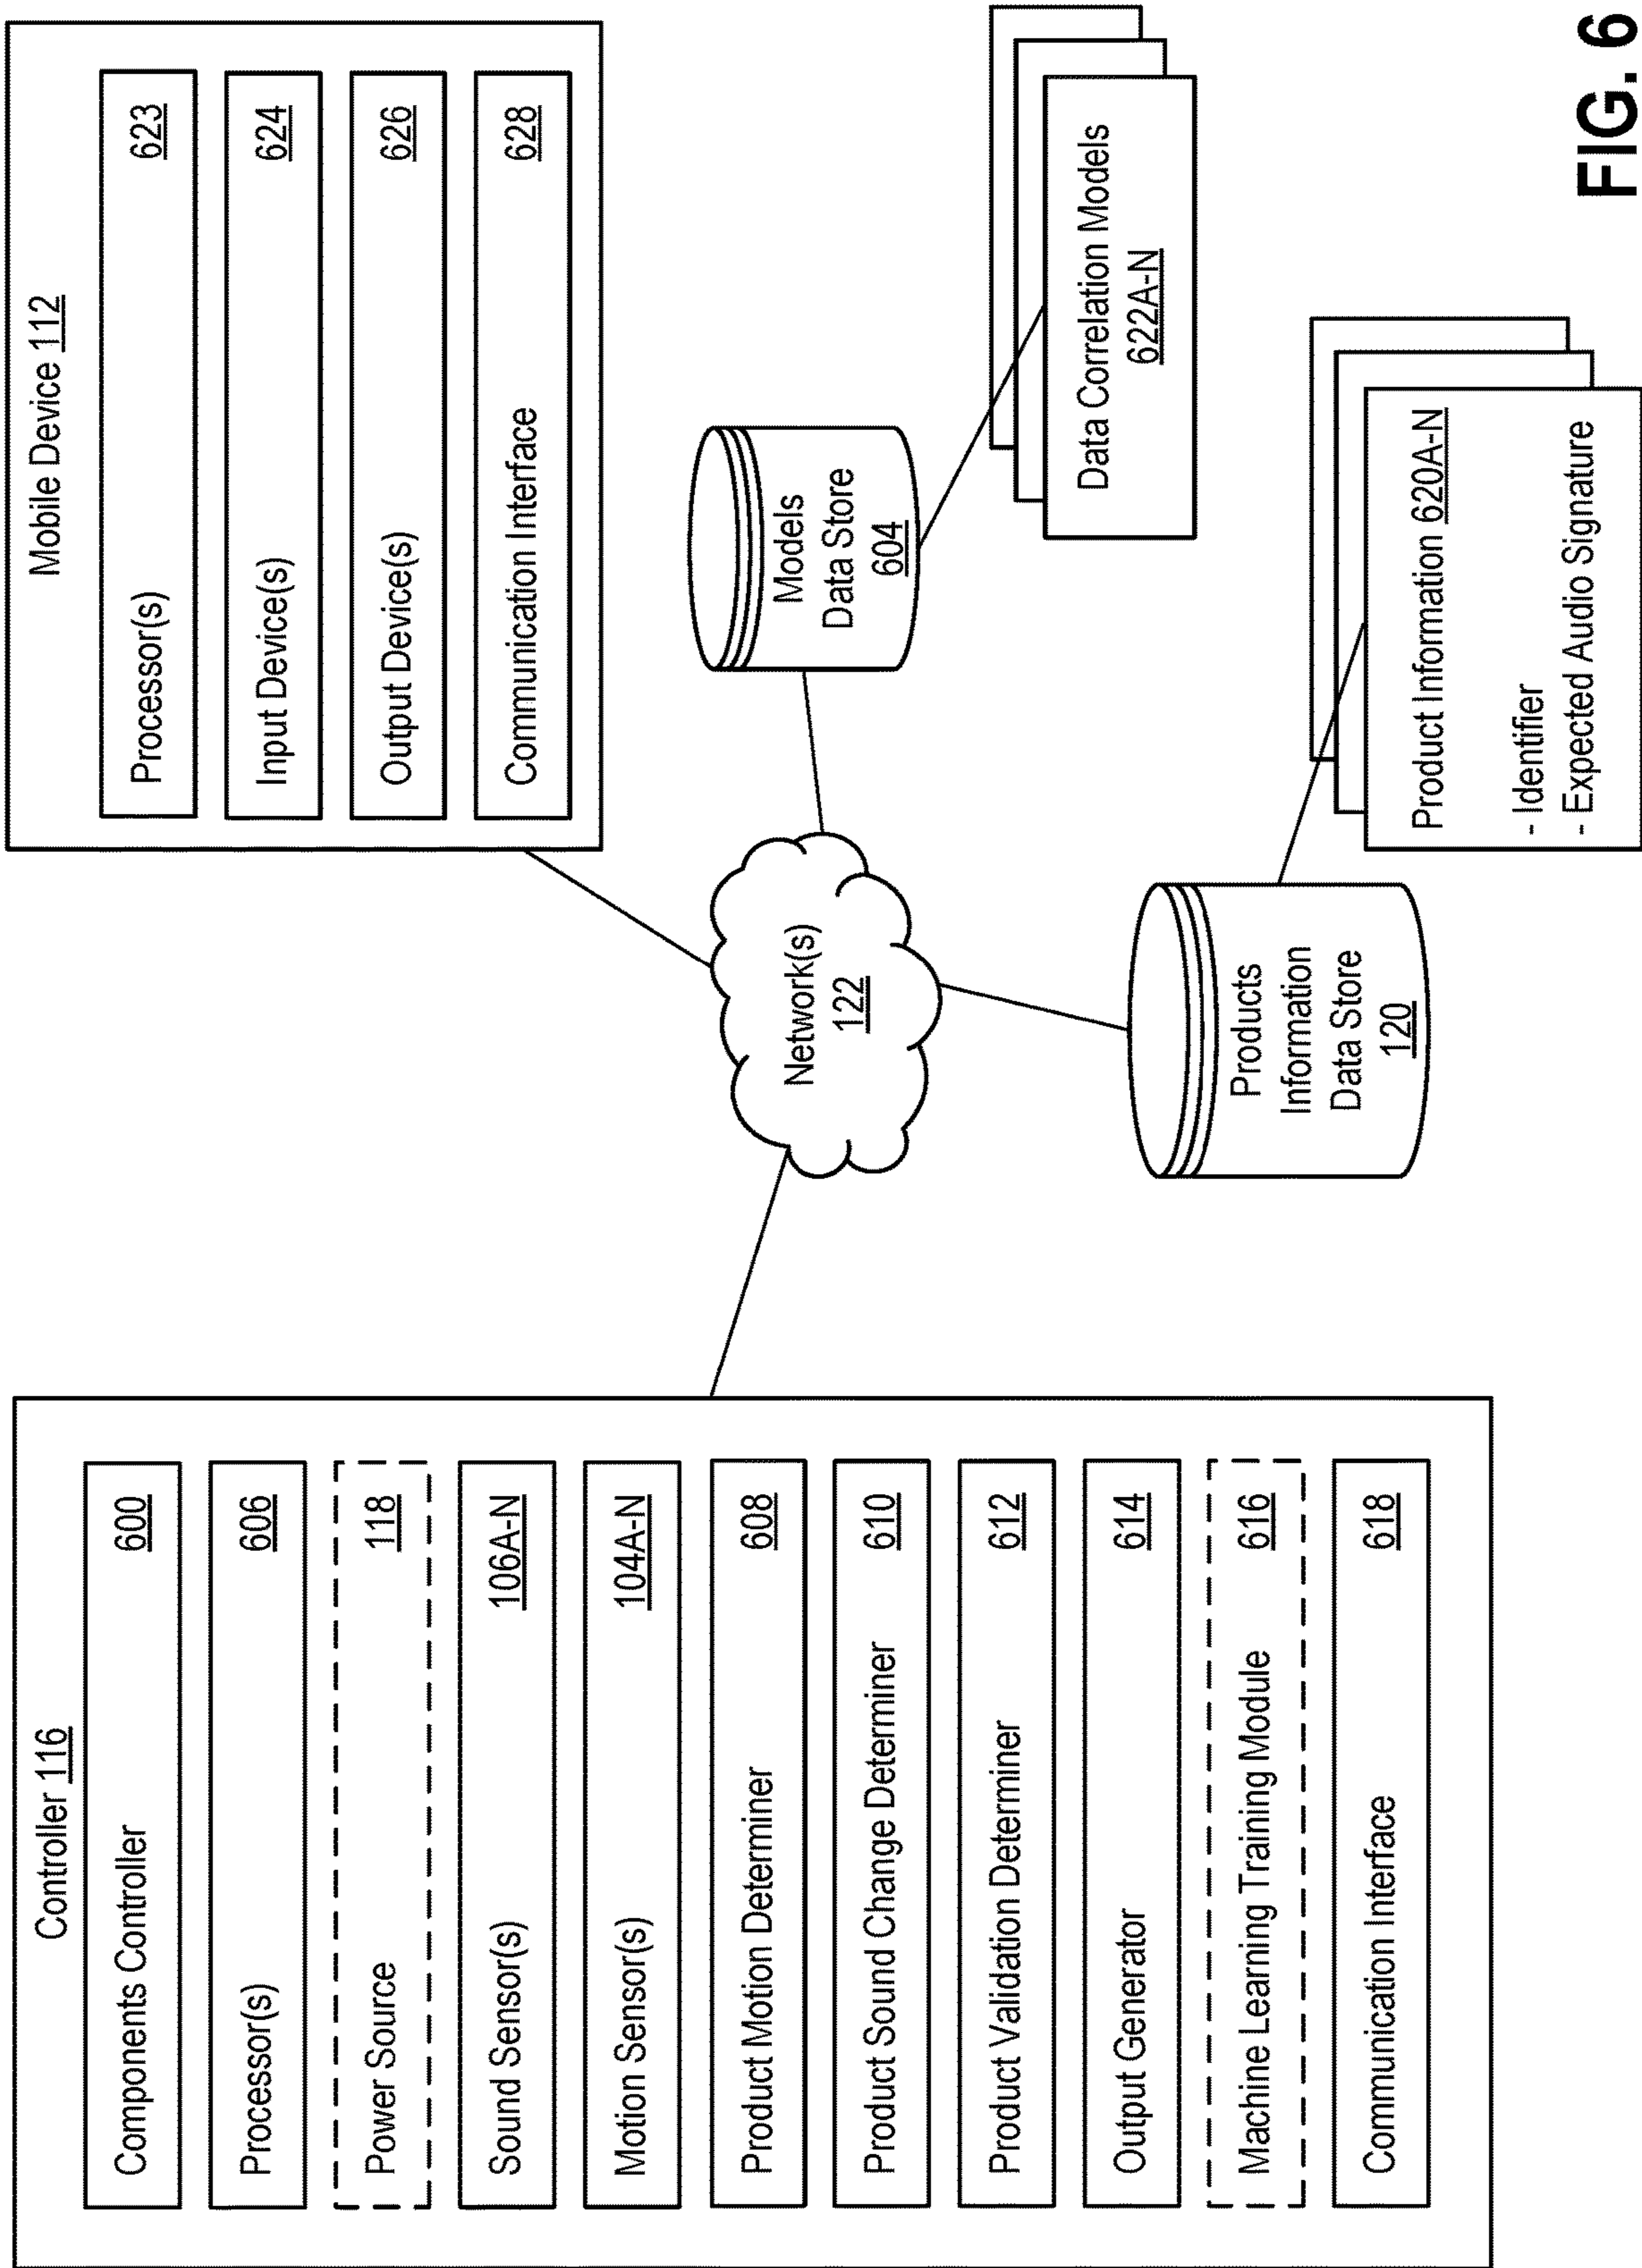 Controller 116
Components Controller 600
Processor(s) 606
Power Source 118
Sound Sensor(s) 106A-N
Motion Sensor(s) 104A-N
Product Motion Determiner 608
Product Sound Change Determiner 610
Product Validation Determiner 612
Output Generator 614
Machine Learning Training Module 616
Communication Interface 618
Network(s)
122
Products
Information
Data Store
120
Mobile Device 112
Processor(s) 623
Input Device(s) 624
Output Device(s) 626
Communication Interface 628
Models
Data Store
604
Data Correlation Models
622A-N
Product Information 620A-N
- Identifier
- Expected Audio Signature
FIG. 6